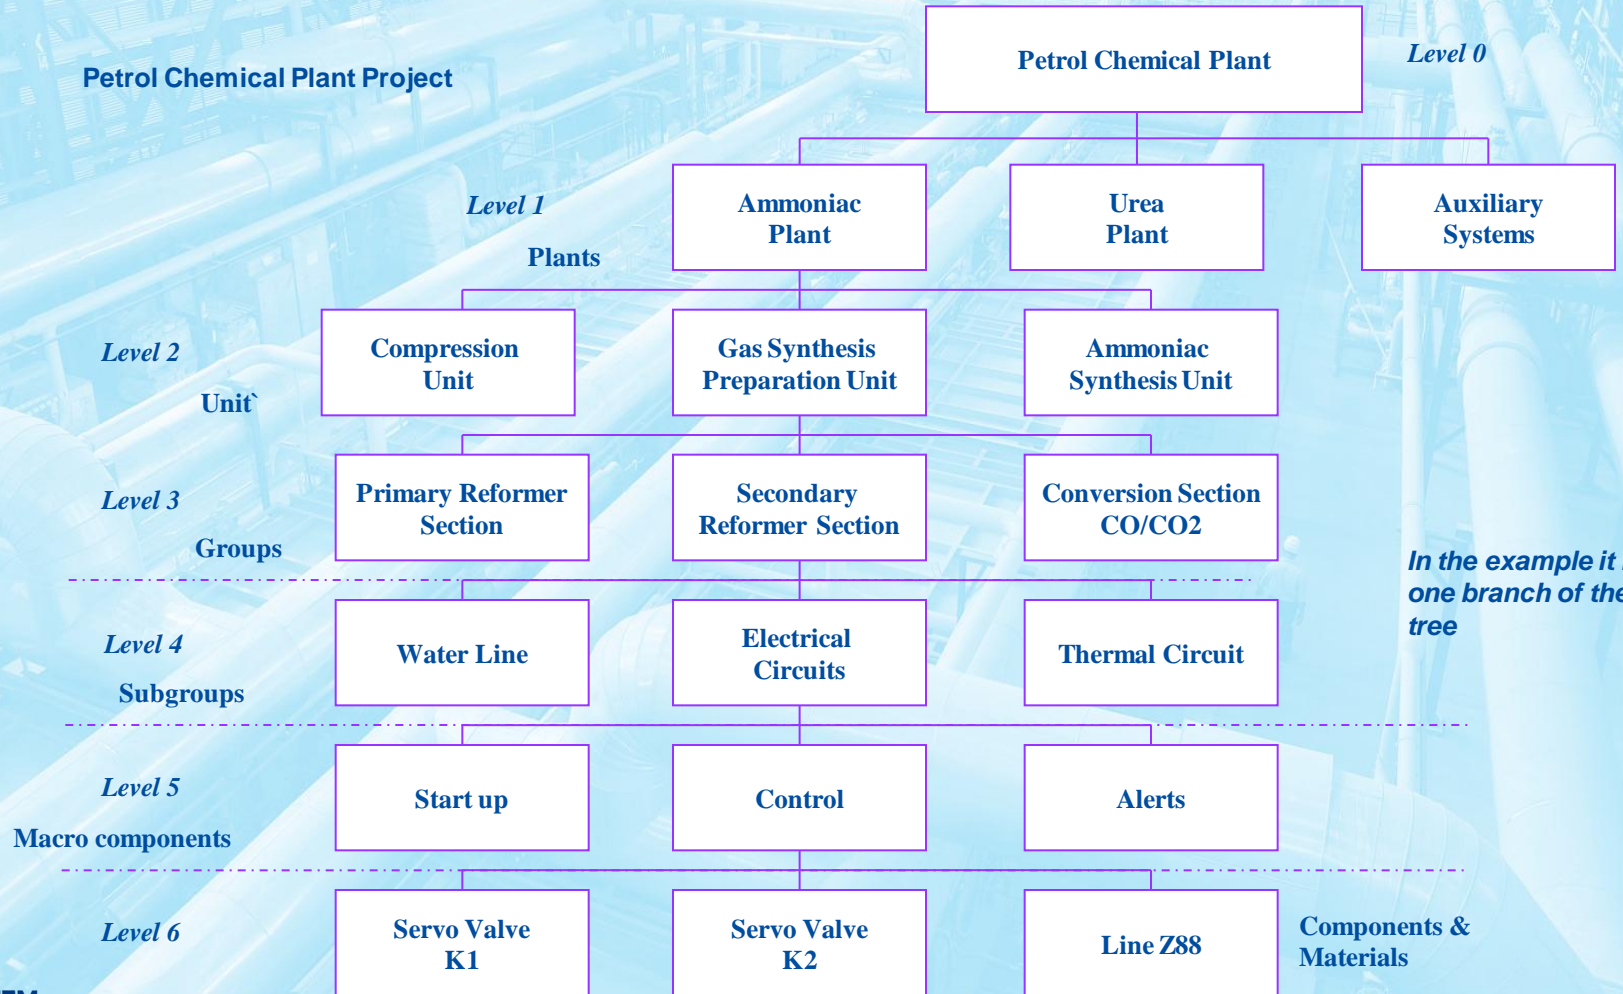 Petrol Chemical Plant Project
Petrol Chemical Plant
Level 0
Level 1
Plants
Ammoniac
Plant
Urea
Plant
Auxiliary
Systems
Level 2
Unit`
Compression
Unit
Gas Synthesis
Preparation Unit
Ammoniac
Synthesis Unit
Level 3
Groups
Primary Reformer
Section
Secondary
Reformer Section
Conversion Section
CO/CO2
In the example it
one branch of the
tree
Level 4
Subgroups
Water Line
Electrical
Circuits
Thermal Circuit
Level 5
Macro components
Start up
Control
Alerts
Level 6
Servo Valve
K1
Servo Valve
K2
Line Z88
Components &
Materials